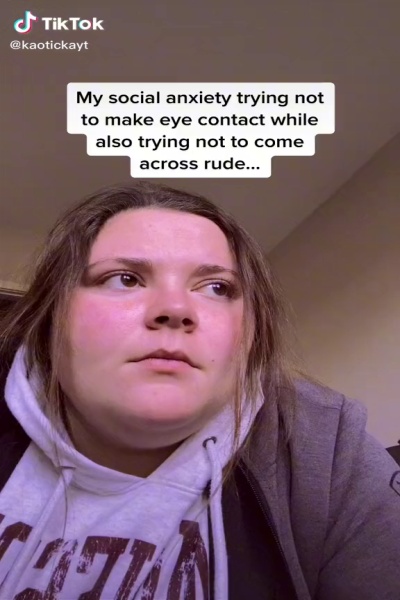 TikTok
@kaotickayt
My social anxiety trying not
to make eye contact while
also trying not to come
across rude...